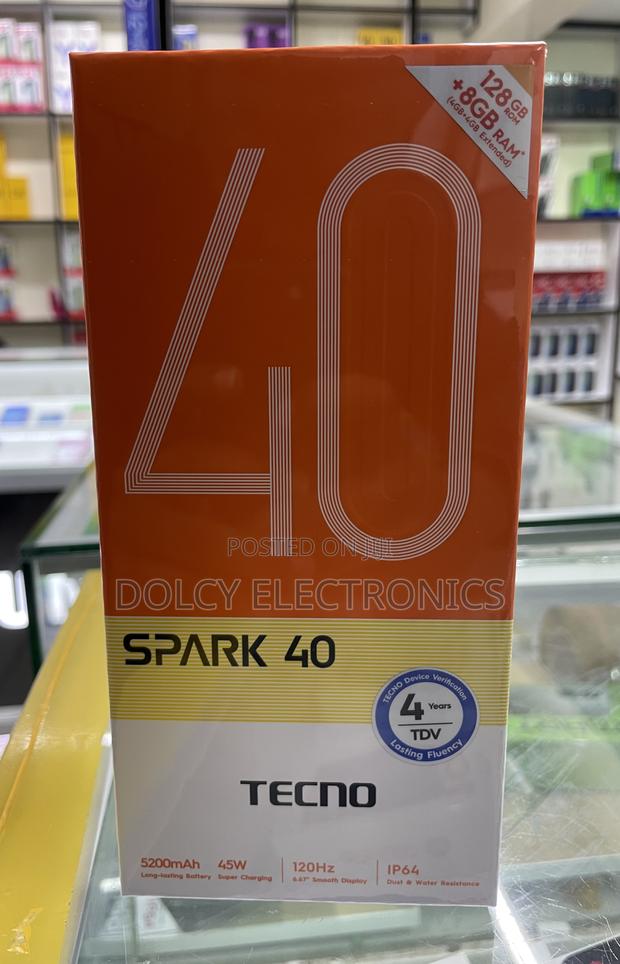 128GB
ROM
+8GB RAM*
(4GB+4GB Extended)
40
POSTED ON JIJI
DOLCY ELECTRONICS
SPARK 40
TECNO Device Verification
4 Years
TDV
Lasting Fluency
TECNO
5200mAh 45W 120Hz IP64
Long-lasting Battery Super Charging 6.67" Smooth Display Dust & Water Resistance